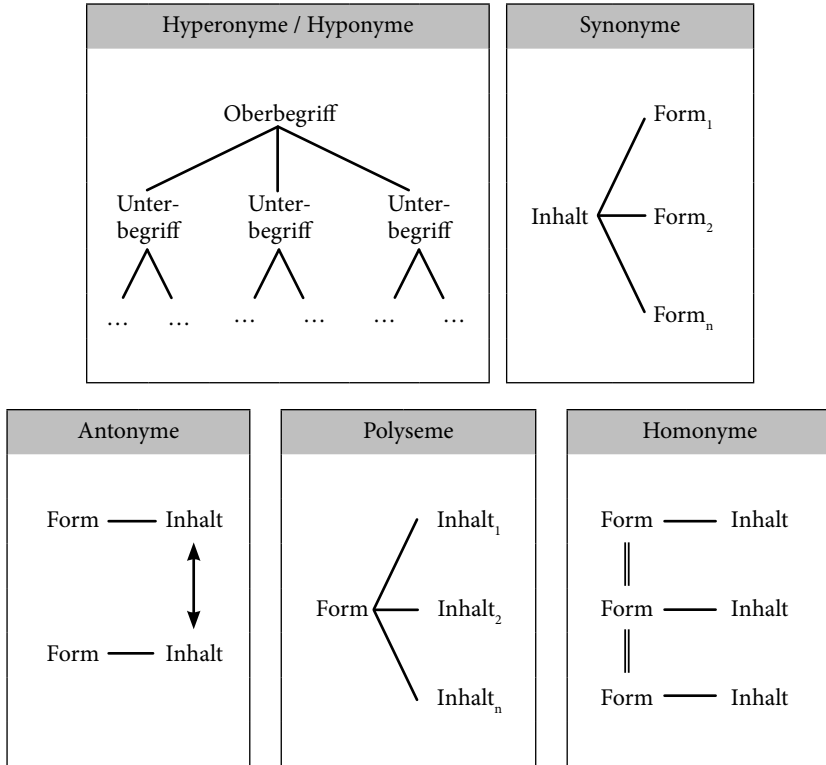 Hyperonyme / Hyponyme
Oberbegriff
Unter- Unter- Unter-
begriff begriff begriff
… … … … … …
Synonyme
Form₁
Inhalt Form₂
Formₙ
Antonyme
Form Inhalt
Form Inhalt
Polyseme
Inhalt₁
Form Inhalt₂
Inhaltₙ
Homonyme
Form Inhalt
Form Inhalt
Form Inhalt